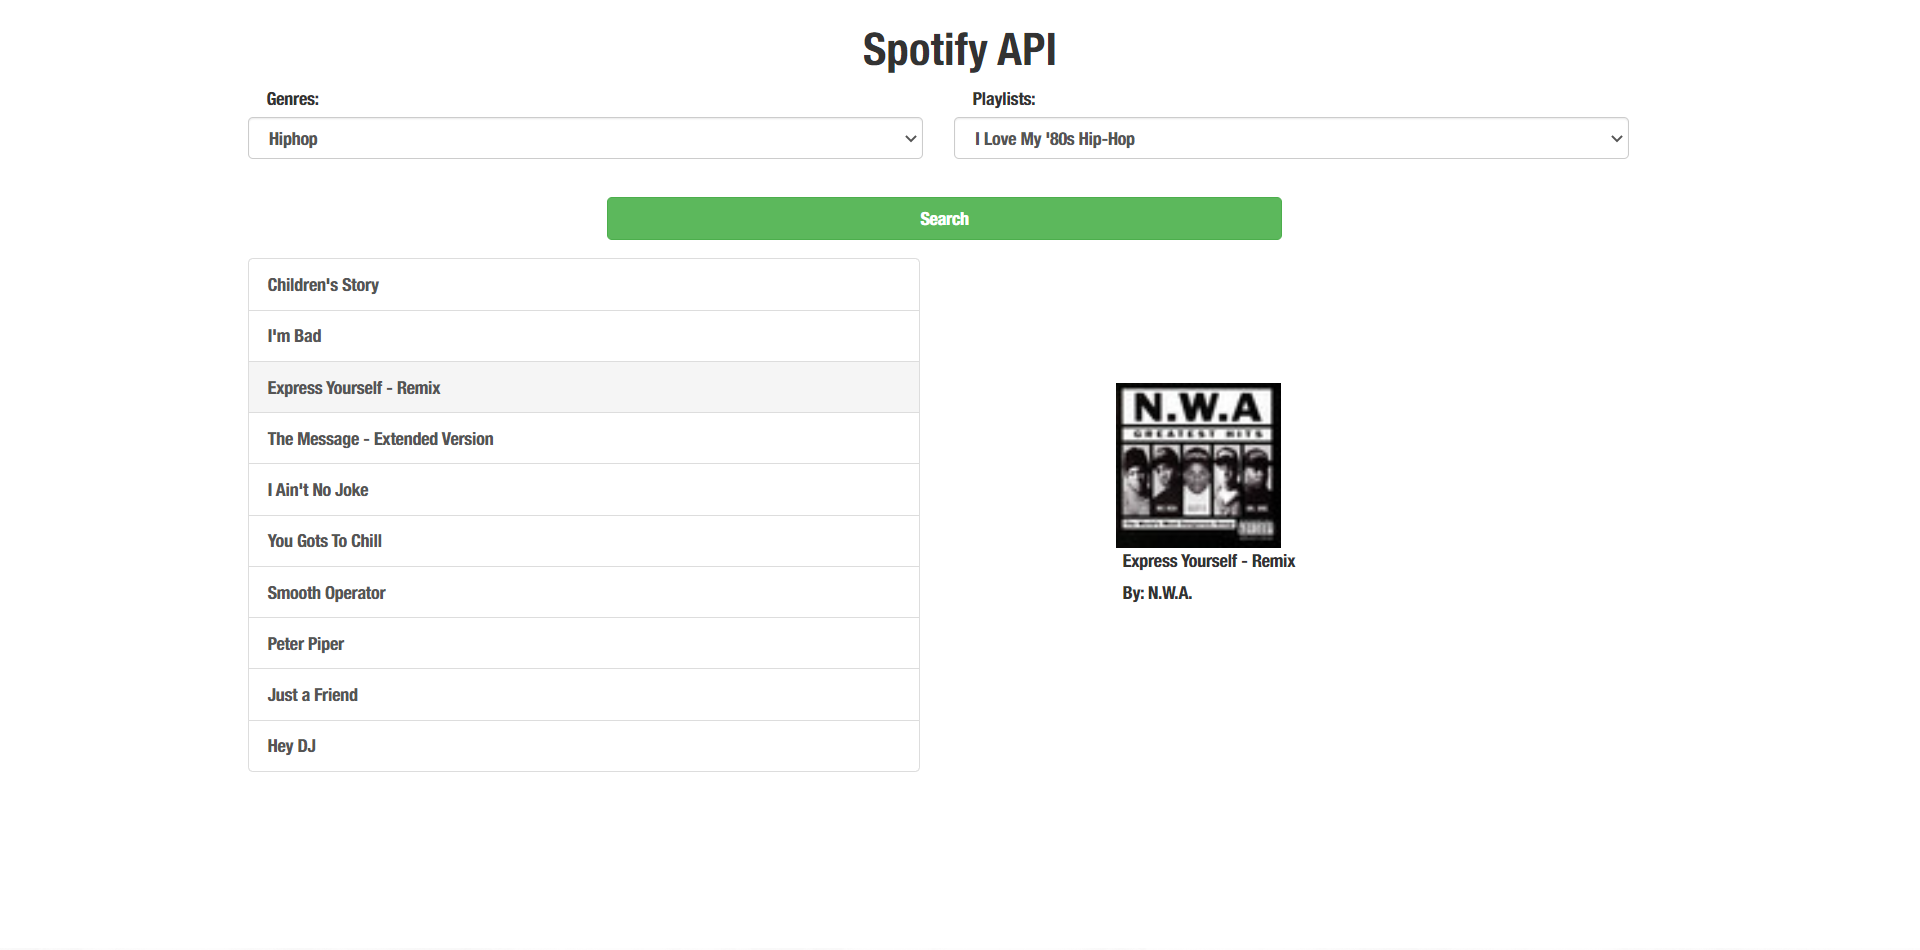 Spotify API
Genres:
Playlists:
Hiphop
I Love My '80s Hip-Hop
Search
Children's Story
I'm Bad
Express Yourself - Remix
The Message - Extended Version
I Ain't No Joke
You Gots To Chill
Smooth Operator
Peter Piper
Just a Friend
Hey DJ
N.W.A
GREATEST HITS
Express Yourself - Remix
By: N.W.A.